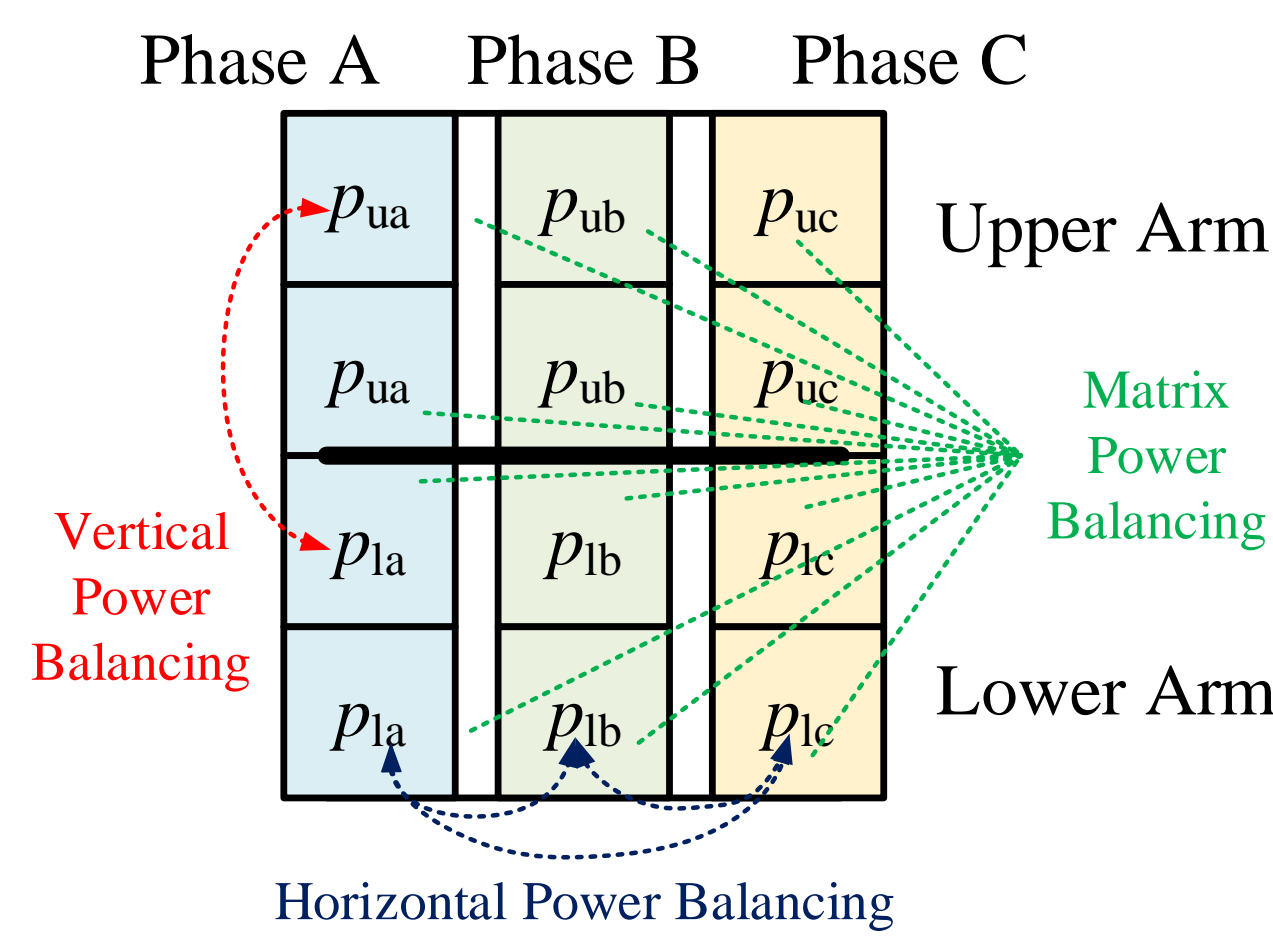 Phase A Phase B Phase C
p_ua p_ub p_uc
Upper Arm
p_ua p_ub p_uc
Matrix
Power
Balancing
Vertical
Power
Balancing
p_la p_lb p_lc
Lower Arm
p_la p_lb p_lc
Horizontal Power Balancing